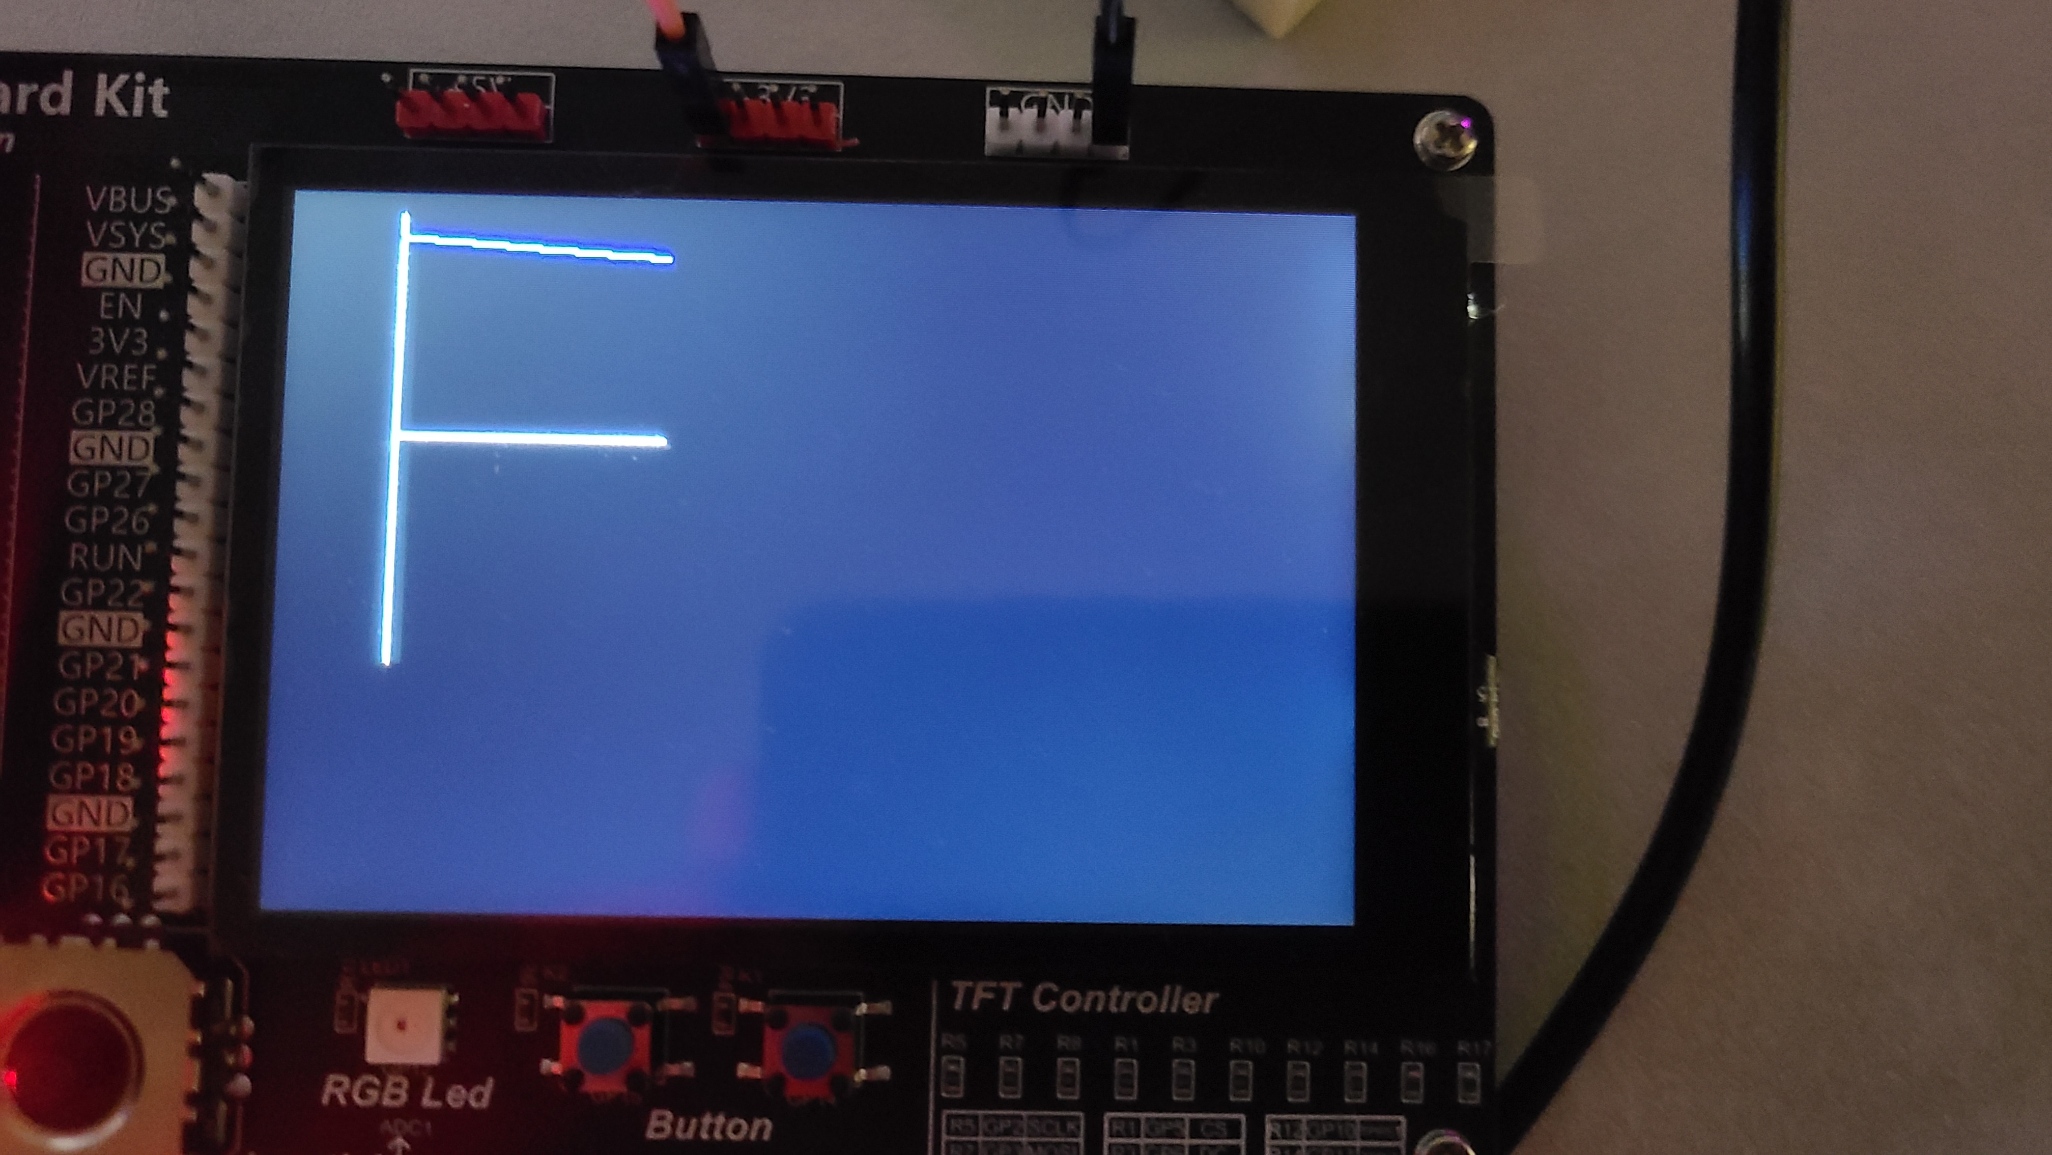 ard Kit
n
3V3
GND
VBUS
VSYS
GND
EN
3V3
VREF
GP28
GND
GP27
GP26
RUN
GP22
GND
GP21
GP20
GP19
GP18
GND
GP17
GP16
F
TFT Controller
R5 R7 R8 R1 R3 R10 R12 R14 R16 R17
RGB Led
Button
ADC1
R5 GP2 SCLK R1 GP5 CS R12 GP10